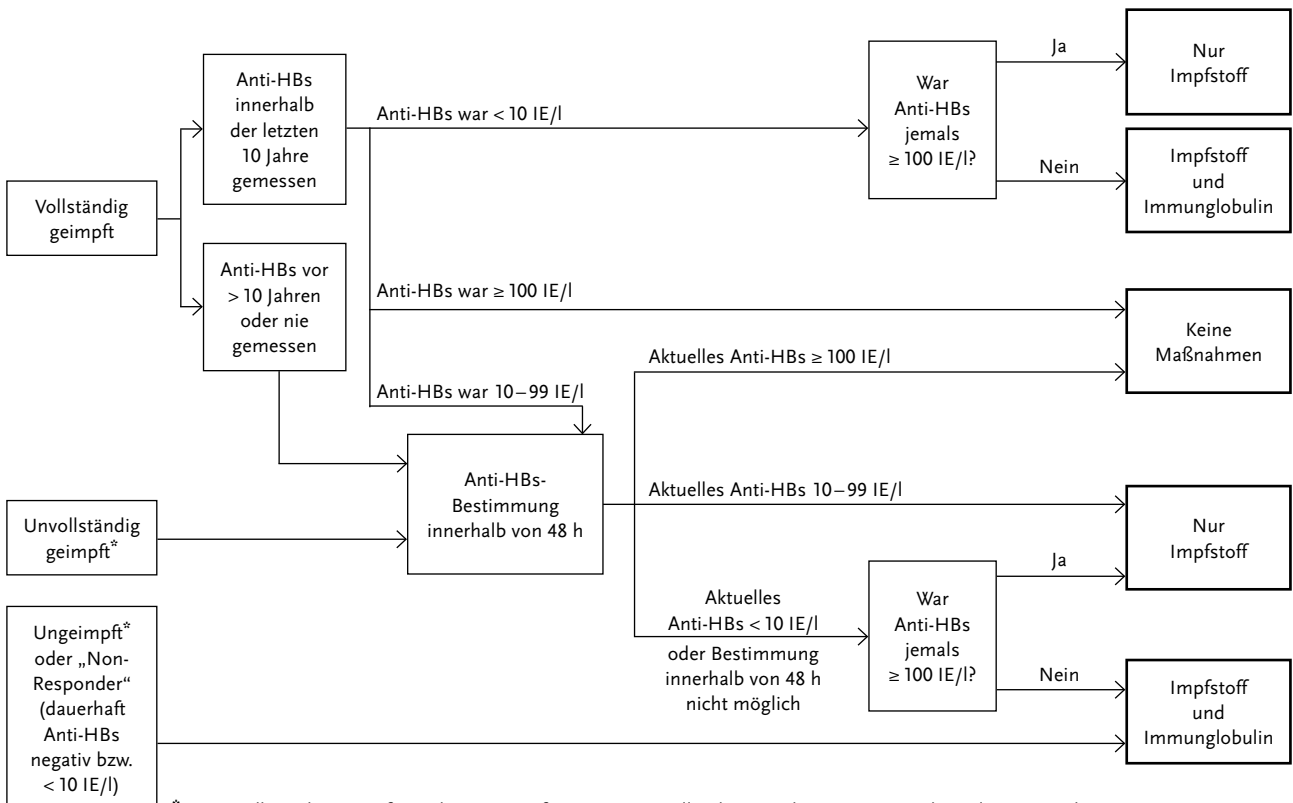 Vollständig
geimpft
Anti-HBs
innerhalb
der letzten
10 Jahre
gemessen
Anti-HBs vor
> 10 Jahren
oder nie
gemessen
Anti-HBs war < 10 IE/l
War
Anti-HBs
jemals
≥ 100 IE/l?
Ja
Nein
Nur
Impfstoff
Impfstoff
und
Immunglobulin
Anti-HBs war ≥ 100 IE/l
Keine
Maßnahmen
Aktuelles Anti-HBs ≥ 100 IE/l
Anti-HBs war 10–99 IE/l
Unvollständig
geimpft*
Anti-HBs-
Bestimmung
innerhalb von 48 h
Aktuelles Anti-HBs 10–99 IE/l
Nur
Impfstoff
Aktuelles
Anti-HBs < 10 IE/l
oder Bestimmung
innerhalb von 48 h
nicht möglich
War
Anti-HBs
jemals
≥ 100 IE/l?
Ja
Nein
Ungeimpft*
oder „Non-
Responder“
(dauerhaft
Anti-HBs
negativ bzw.
< 10 IE/l)
Impfstoff
und
Immunglobulin
*